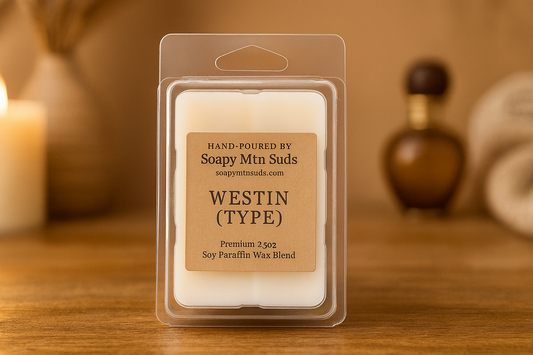 HAND-POURED BY
Soapy Mtn Suds
soapymtnsuds.com
WESTIN
(TYPE)
Premium 2.5oz
Soy Paraffin Wax Blend